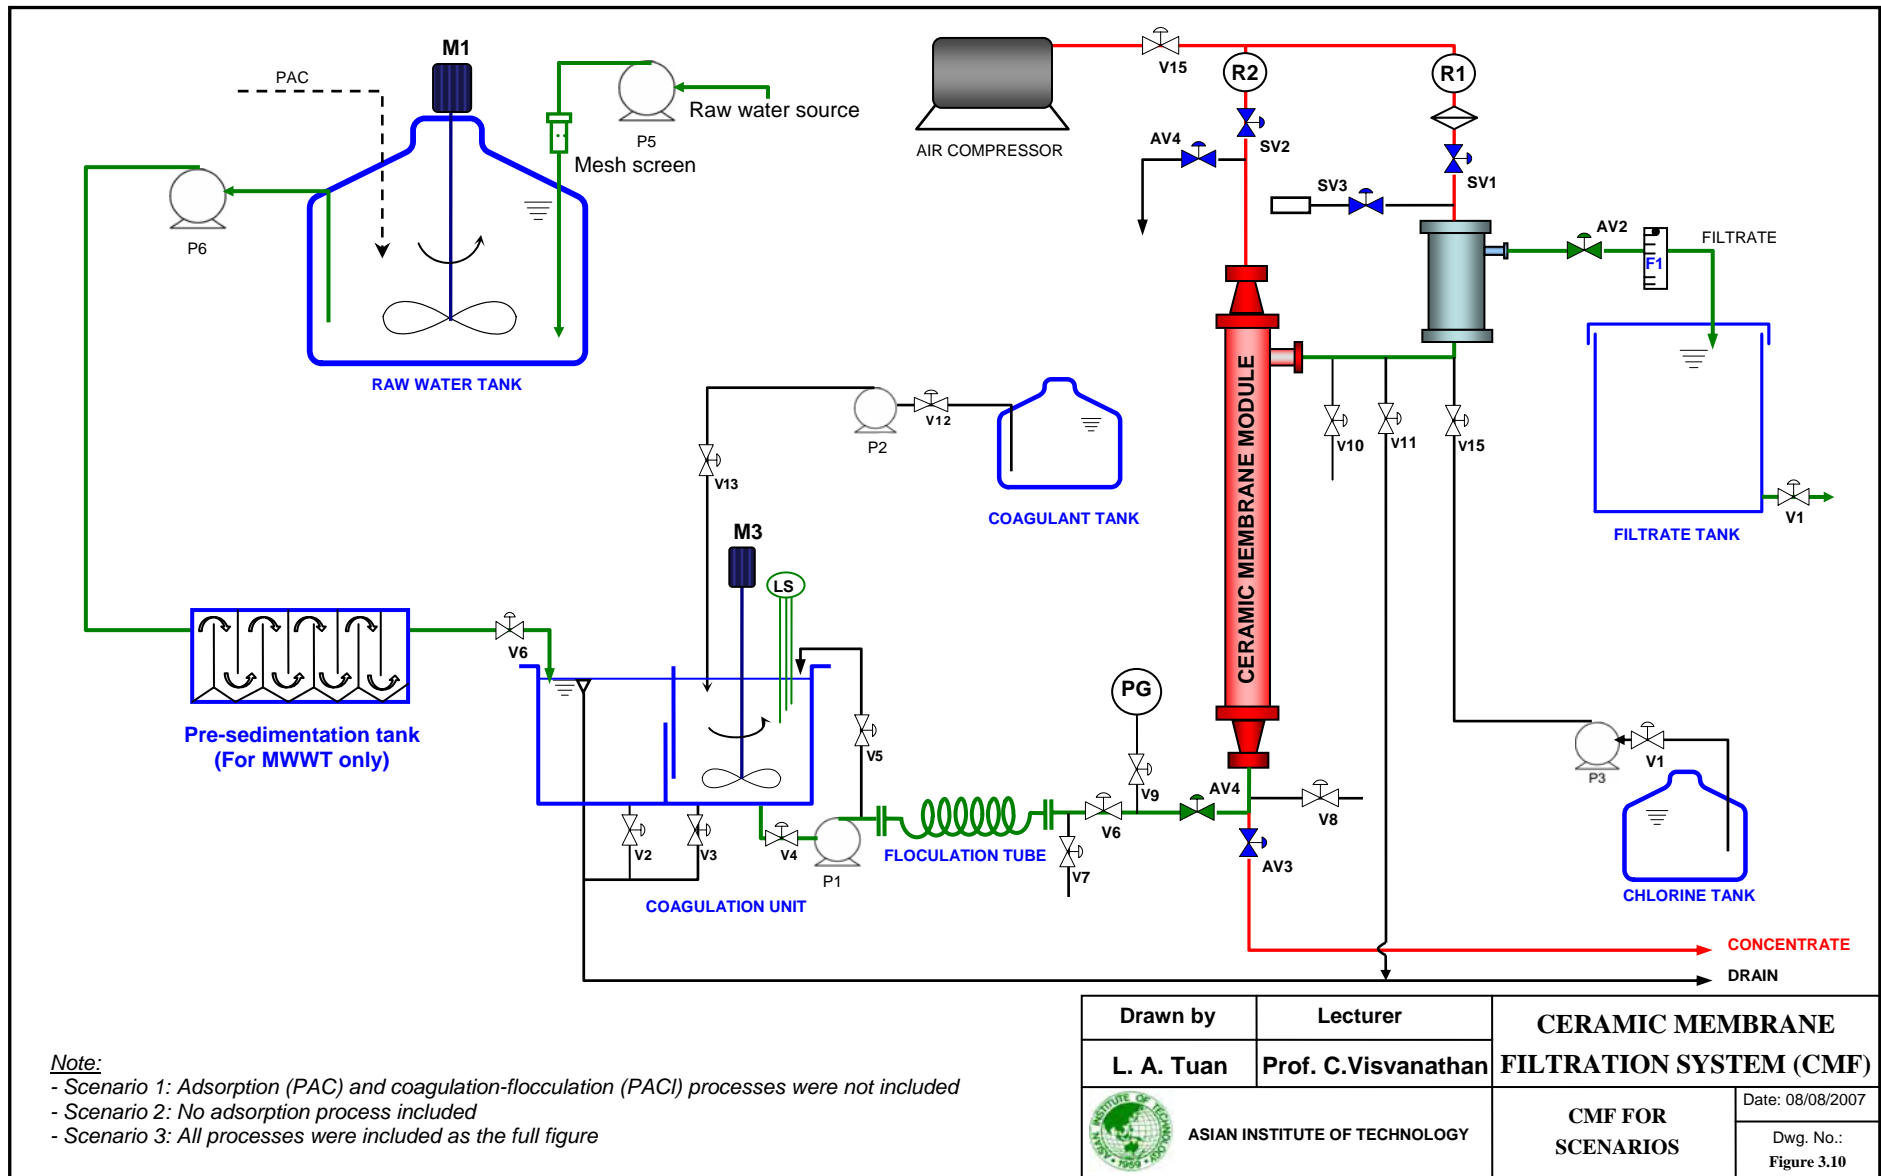 M1
PAC
P5
Raw water source
Mesh screen
P6
RAW WATER TANK
AIR COMPRESSOR
V15
R2
R1
AV4
SV2
SV1
SV3
AV2
F1
FILTRATE
CERAMIC MEMBRANE MODULE
V10
V11
V15
FILTRATE TANK
V1
P2
V12
V13
COAGULANT TANK
M3
LS
V6
Pre-sedimentation tank
(For MWWT only)
V5
V2
V3
V4
P1
COAGULATION UNIT
FLOCULATION TUBE
PG
V9
V6
V7
AV4
V8
AV3
P3
V1
CHLORINE TANK
CONCENTRATE
DRAIN
Note:
- Scenario 1: Adsorption (PAC) and coagulation-flocculation (PACl) processes were not included
- Scenario 2: No adsorption process included
- Scenario 3: All processes were included as the full figure
Drawn by
Lecturer
L. A. Tuan
Prof. C.Visvanathan
CERAMIC MEMBRANE
FILTRATION SYSTEM (CMF)
ASIAN INSTITUTE OF TECHNOLOGY
1959
ASIAN INSTITUTE OF TECHNOLOGY
CMF FOR
SCENARIOS
Date: 08/08/2007
Dwg. No.:
Figure 3.10